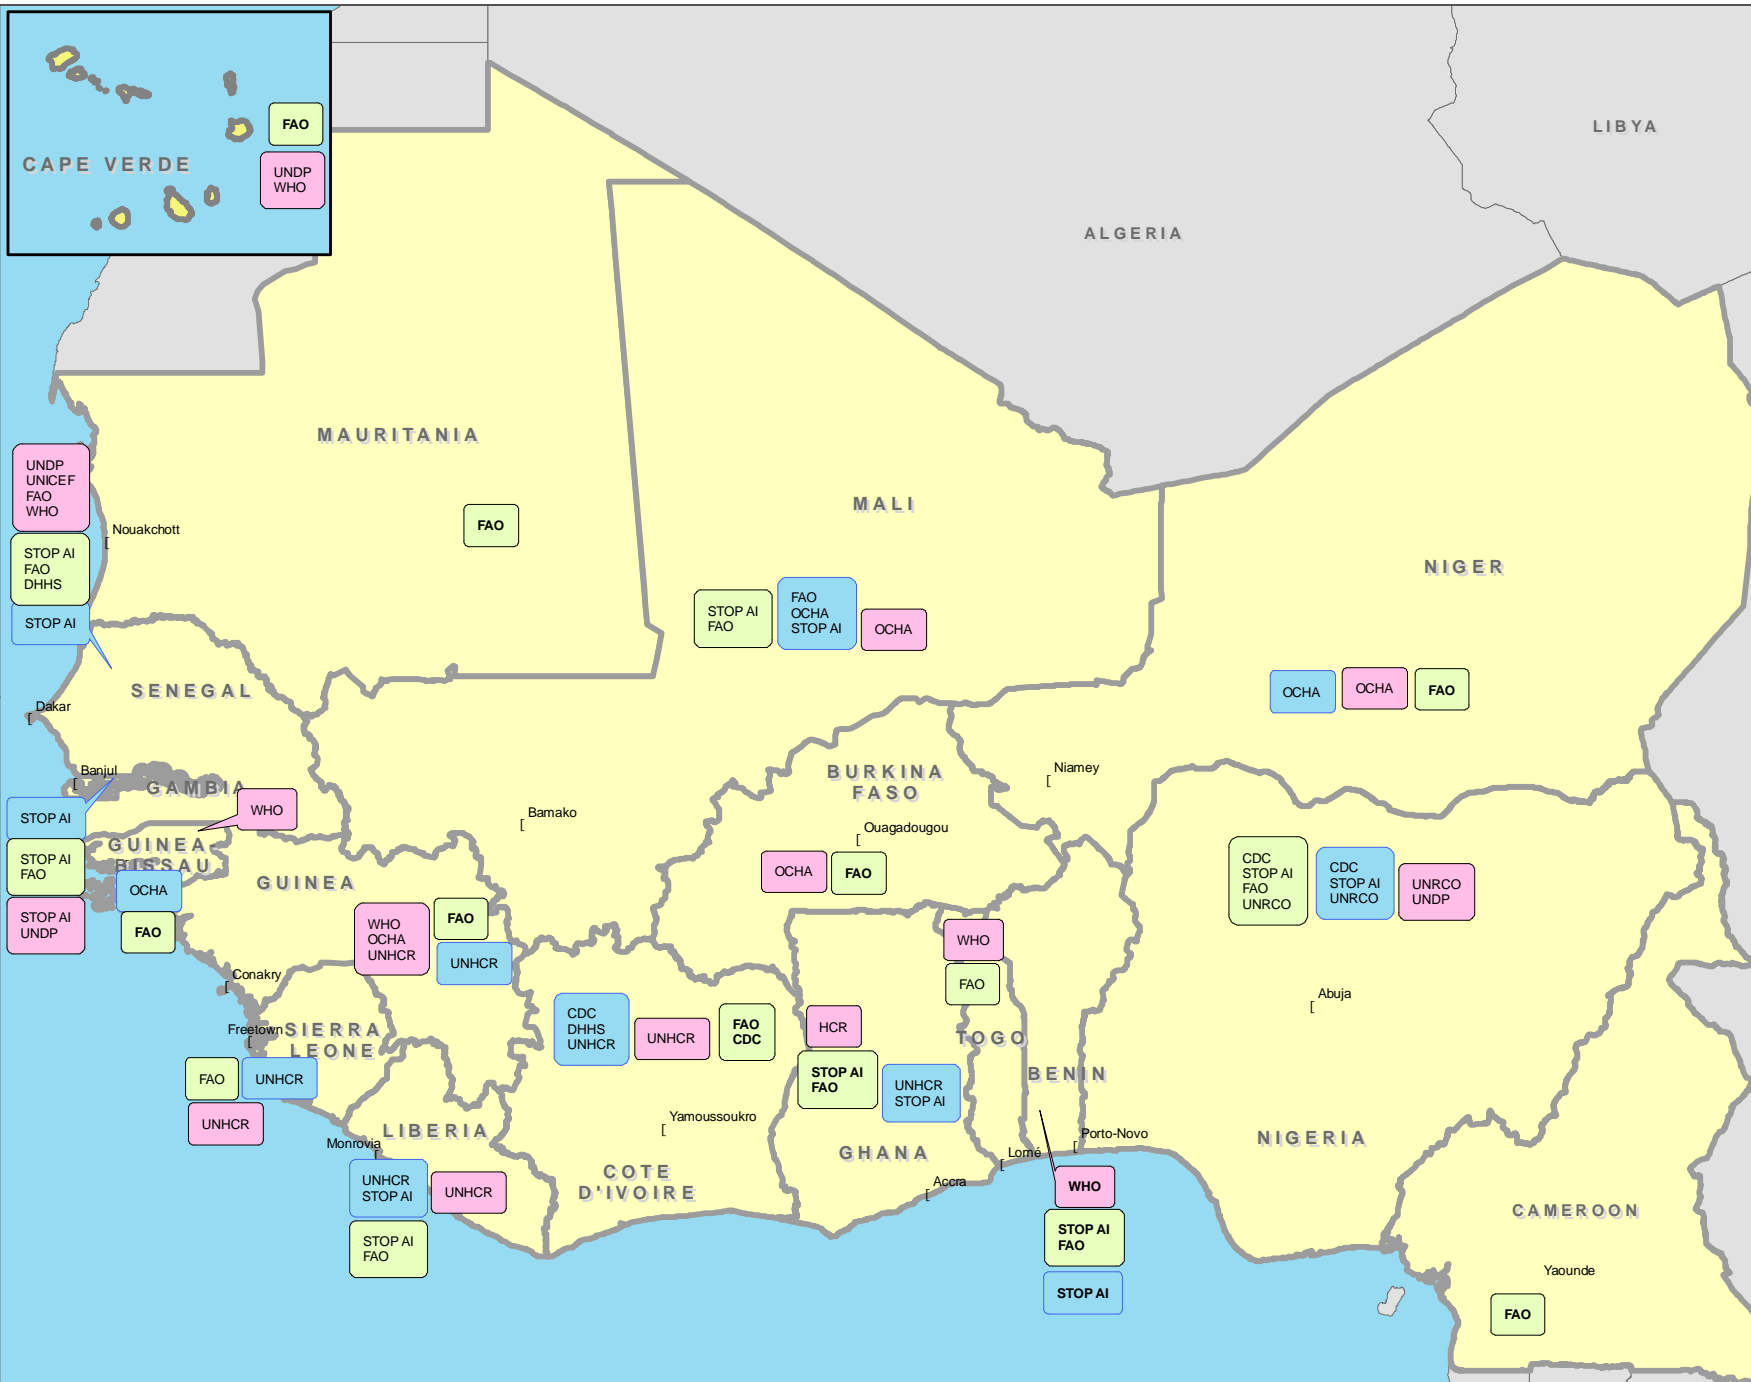 FAO
CAPE VERDE
UNDP
WHO
LIBYA
ALGERIA
MAURITANIA
UNDP
UNICEF
FAO
WHO
Nouakchott
FAO
STOP AI
FAO
DHHS
STOP AI
MALI
STOP AI
FAO
FAO
OCHA
STOP AI
OCHA
NIGER
OCHA
OCHA
FAO
SENEGAL
Dakar
Banjul
GAMBIA
WHO
STOP AI
STOP AI
FAO
STOP AI
UNDP
GUINEA-
BISSAU
OCHA
FAO
GUINEA
Bamako
BURKINA
FASO
Niamey
Ouagadougou
OCHA
FAO
WHO
OCHA
UNHCR
FAO
UNHCR
CDC
STOP AI
FAO
UNRCO
CDC
STOP AI
UNRCO
UNRCO
UNDP
Conakry
Freetown
SIERRA
LEONE
FAO
UNHCR
UNHCR
CDC
DHHS
UNHCR
UNHCR
FAO
CDC
HCR
STOP AI
FAO
UNHCR
STOP AI
WHO
FAO
TOGO
BENIN
Abuja
LIBERIA
Monrovia
UNHCR
STOP AI
UNHCR
STOP AI
FAO
Yamoussoukro
COTE
D'IVOIRE
GHANA
Accra
Lomé
Porto-Novo
NIGERIA
WHO
STOP AI
FAO
STOP AI
CAMEROON
Yaounde
FAO